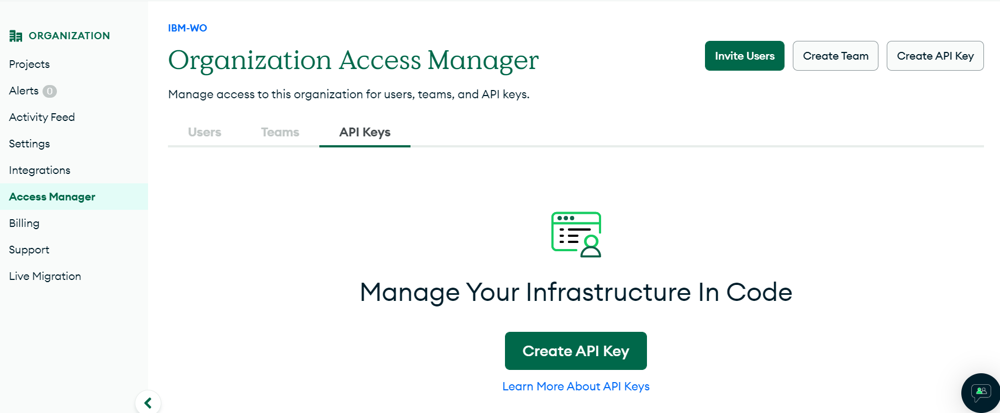 ORGANIZATION
Projects
Alerts 0
Activity Feed
Settings
Integrations
Access Manager
Billing
Support
Live Migration
IBM-WO
Organization Access Manager
Manage access to this organization for users, teams, and API keys.
Invite Users
Create Team
Create API Key
Users
Teams
API Keys
Manage Your Infrastructure In Code
Create API Key
Learn More About API Keys